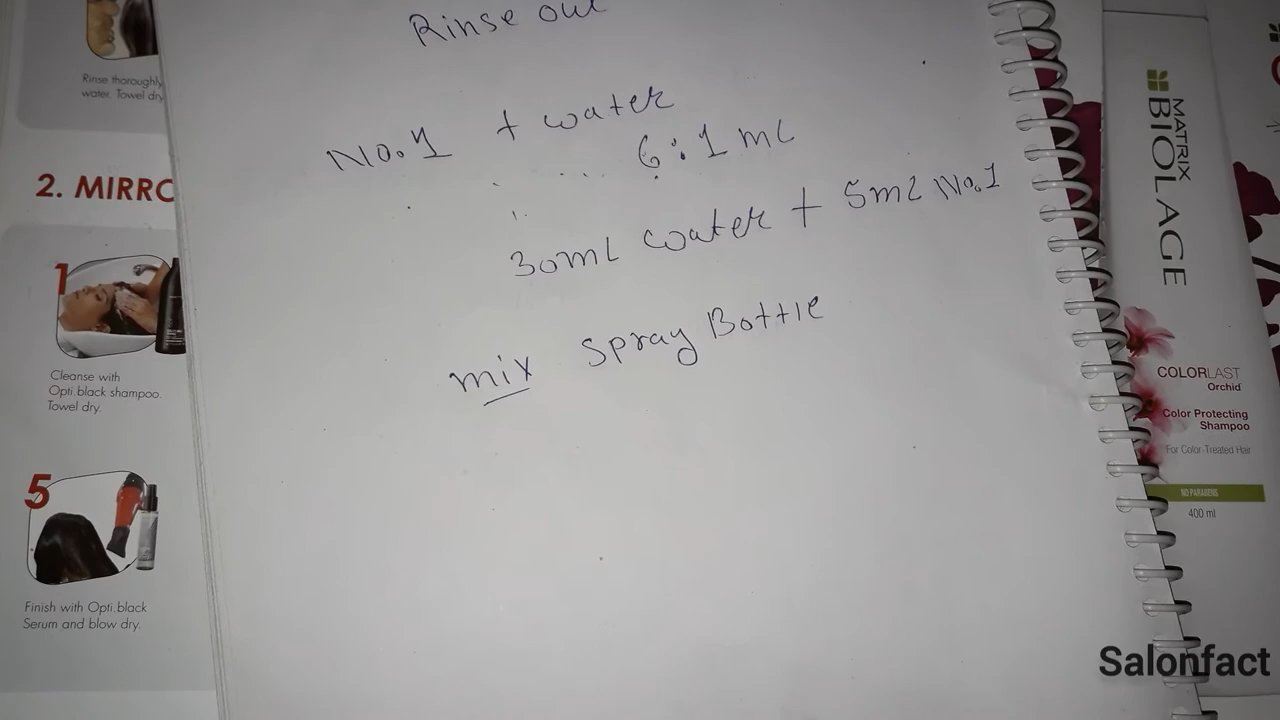 Rinse out
No.1 + water
6:1 ml
30ml water + 5ml No.1
mix spray Bottle
Rinse thoroughly
water. Towel dry
2. MIRRO
1
Cleanse with
Opti.black shampoo.
Towel dry.
5
Finish with Opti.black
Serum and blow dry.
MATRIX
BIOLAGE
COLORLAST
Orchid
Color Protecting
Shampoo
For Color-Treated Hair
NO PARABENS
400 ml
Salonfact